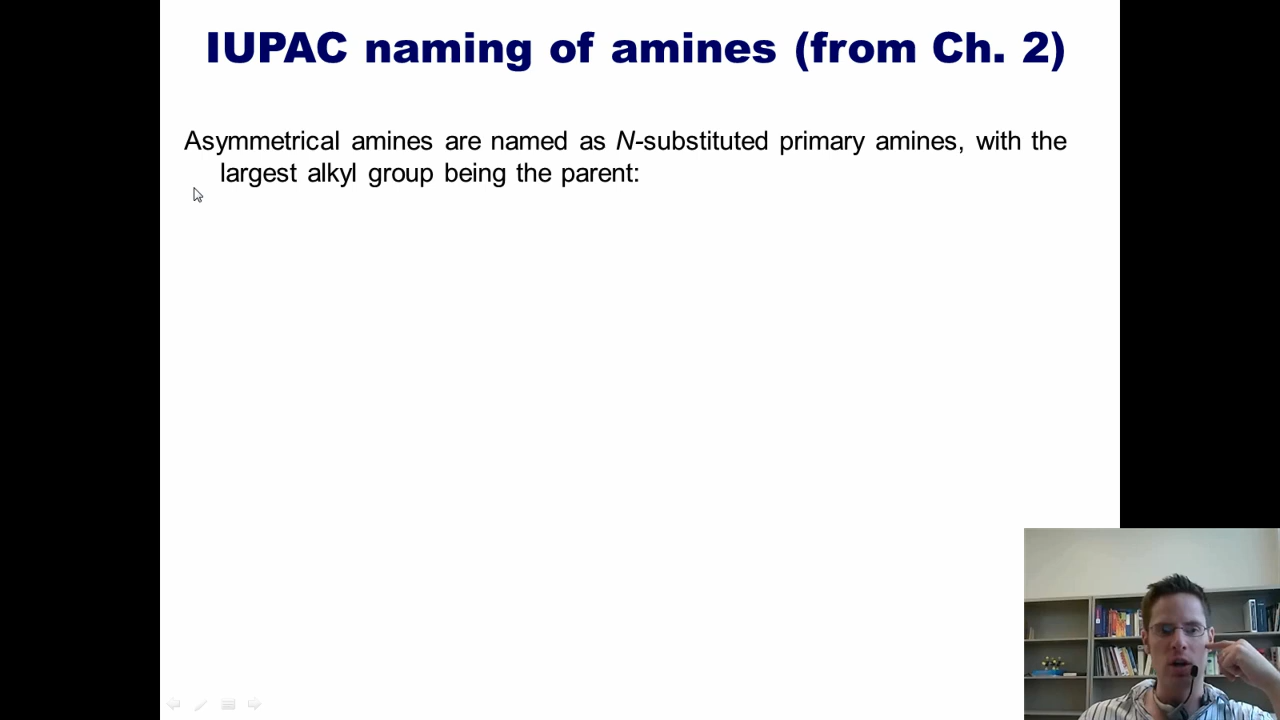 IUPAC naming of amines (from Ch. 2)
Asymmetrical amines are named as N-substituted primary amines, with the
largest alkyl group being the parent: